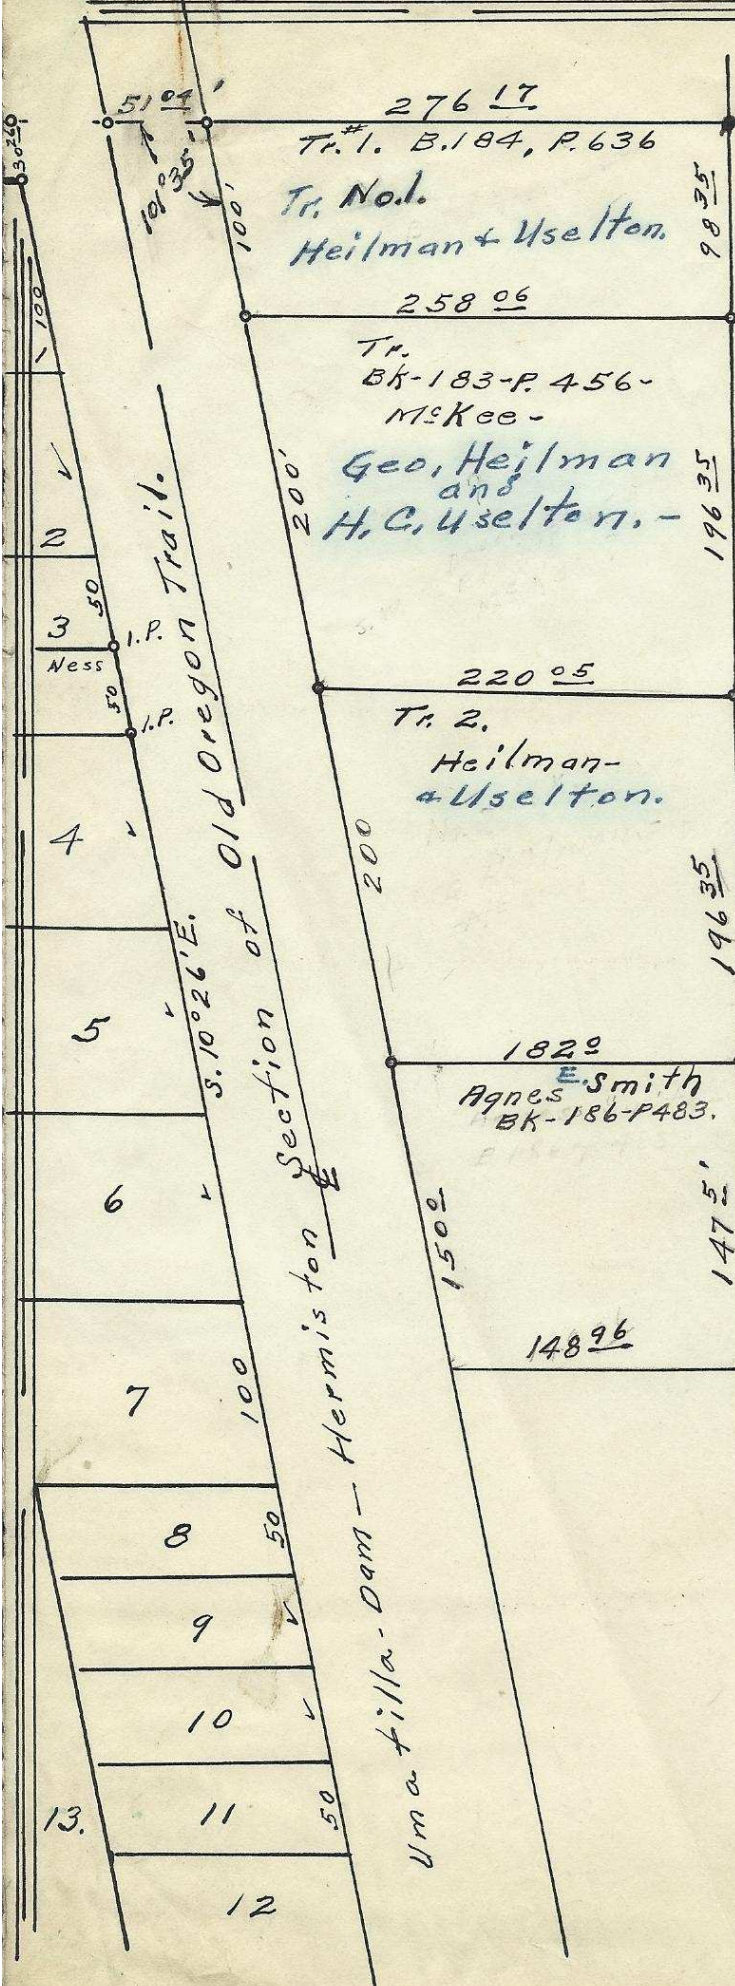 51 04 '
276 17
30 260
101° 35'
Tr. #1. B.184, P.636
Tr. No.1.
Heilman & Uselton.
100'
98 35
258 06
100
Tr.
BK-183-P. 456-
McKee -
Geo, Heilman
and
H. C. Uselton. -
200'
196 35
2
50
3
I.P.
Ness
50
I.P.
220 05
Tr. 2.
Heilman-
& Uselton.
4
200
196 35
5
S. 10° 26' E.
182 0
Agnes E. Smith
BK-186-P483.
6
150 0
147 5'
148 96
7
100
8
50
9
10
11
50
12
13.
Umatilla-Dam - Hermiston Section of Old Oregon Trail.